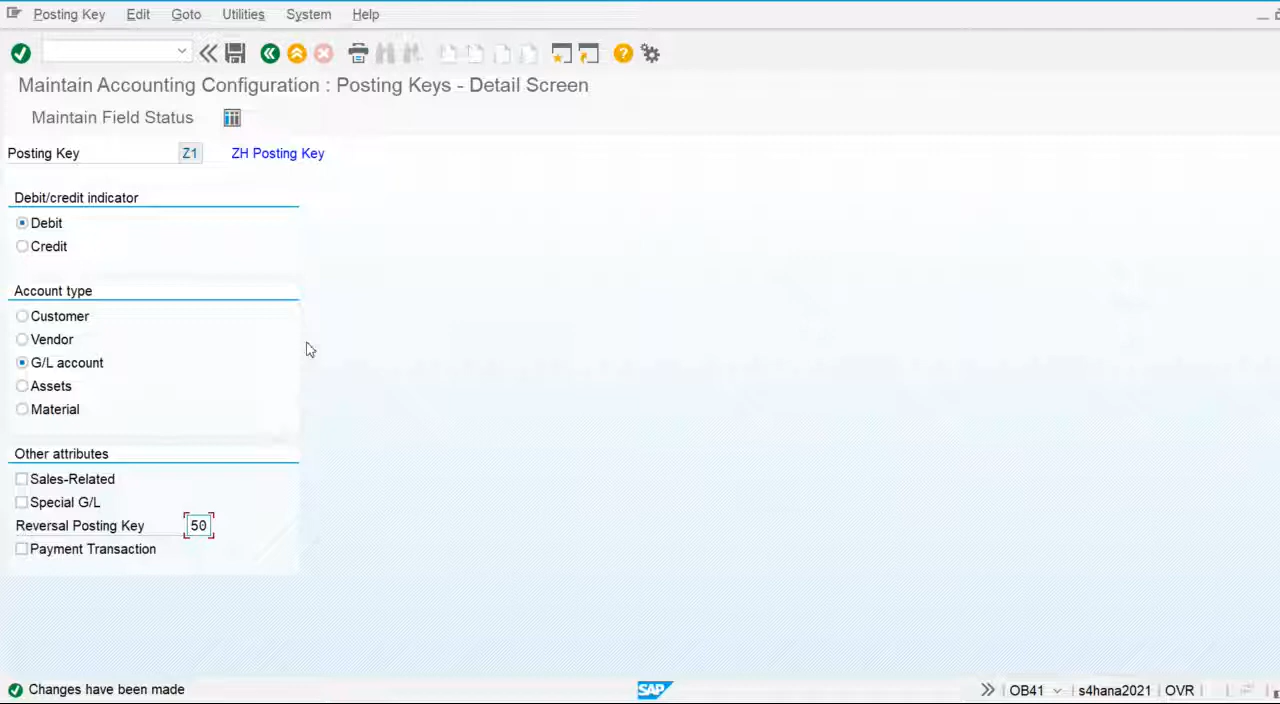 Posting Key Edit Goto Utilities System Help
Maintain Accounting Configuration : Posting Keys - Detail Screen
Maintain Field Status
Posting Key Z1 ZH Posting Key
Debit/credit indicator
Debit
Credit
Account type
Customer
Vendor
G/L account
Assets
Material
Other attributes
Sales-Related
Special G/L
Reversal Posting Key 50
Payment Transaction
Changes have been made SAP OB41 s4hana2021 OVR